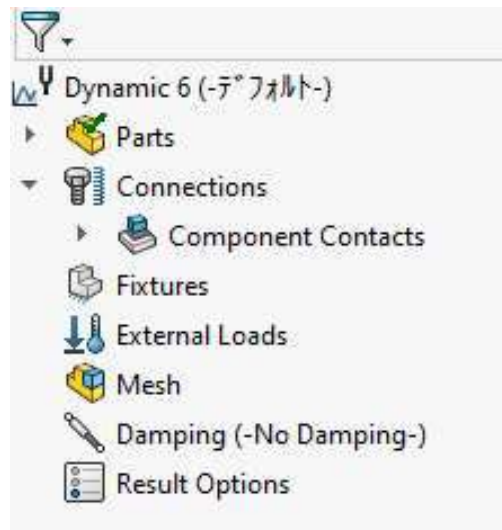 Dynamic 6 (-ﾃﾞﾌｫﾙﾄ-)
Parts
Connections
Component Contacts
Fixtures
External Loads
Mesh
Damping (-No Damping-)
Result Options